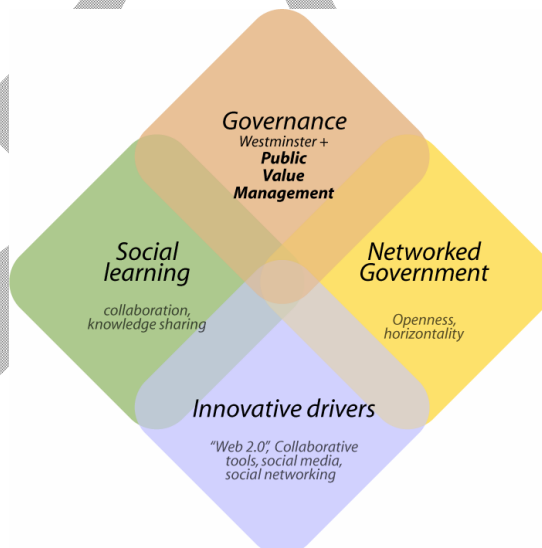 Governance
Westminster +
Public
Value
Management
Social
learning
collaboration,
knowledge sharing
Networked
Government
Openness,
horizontality
Innovative drivers
"Web 2.0", Collaborative
tools, social media,
social networking